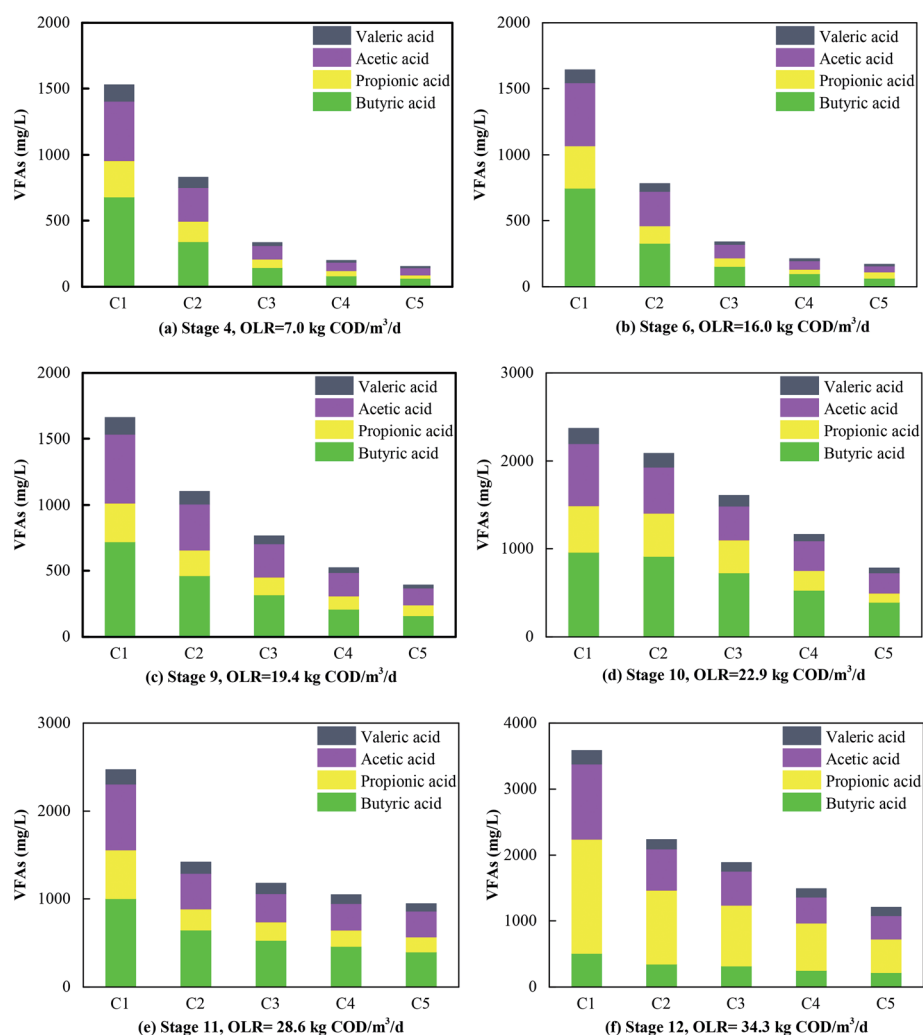 2000
1500
1000
500
0
VFAs (mg/L)
Valeric acid
Acetic acid
Propionic acid
Butyric acid
C1 C2 C3 C4 C5
(a) Stage 4, OLR=7.0 kg COD/m³/d
2000
1500
1000
500
0
VFAs (mg/L)
Valeric acid
Acetic acid
Propionic acid
Butyric acid
C1 C2 C3 C4 C5
(b) Stage 6, OLR=16.0 kg COD/m³/d
2000
1500
1000
500
0
VFAs (mg/L)
Valeric acid
Acetic acid
Propionic acid
Butyric acid
C1 C2 C3 C4 C5
(c) Stage 9, OLR=19.4 kg COD/m³/d
3000
2000
1000
0
VFAs (mg/L)
Valeric acid
Acetic acid
Propionic acid
Butyric acid
C1 C2 C3 C4 C5
(d) Stage 10, OLR=22.9 kg COD/m³/d
3000
2000
1000
0
VFAs (mg/L)
Valeric acid
Acetic acid
Propionic acid
Butyric acid
C1 C2 C3 C4 C5
(e) Stage 11, OLR= 28.6 kg COD/m³/d
4000
3000
2000
1000
0
VFAs (mg/L)
Valeric acid
Acetic acid
Propionic acid
Butyric acid
C1 C2 C3 C4 C5
(f) Stage 12, OLR= 34.3 kg COD/m³/d